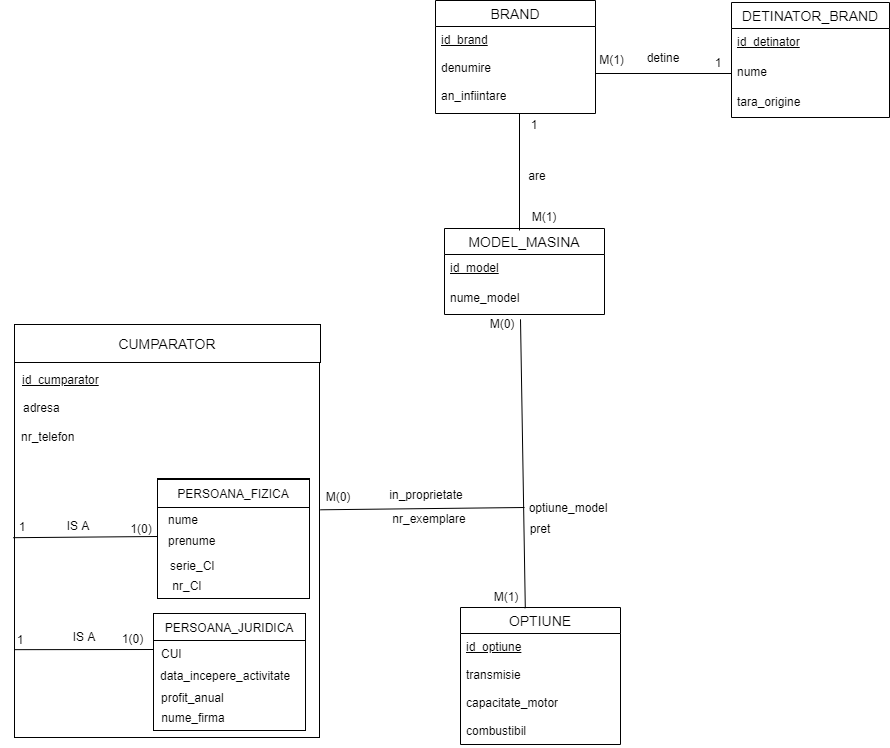 BRAND
id_brand
denumire
an_infiintare
M(1)
detine
1
DETINATOR_BRAND
id_detinator
nume
tara_origine
1
are
M(1)
MODEL_MASINA
id_model
nume_model
M(0)
CUMPARATOR
id_cumparator
adresa
nr_telefon
PERSOANA_FIZICA
nume
prenume
serie_CI
nr_CI
1
IS A
1(0)
PERSOANA_JURIDICA
CUI
data_incepere_activitate
profit_anual
nume_firma
1
IS A
1(0)
M(0)
in_proprietate
nr_exemplare
optiune_model
pret
M(1)
OPTIUNE
id_optiune
transmisie
capacitate_motor
combustibil